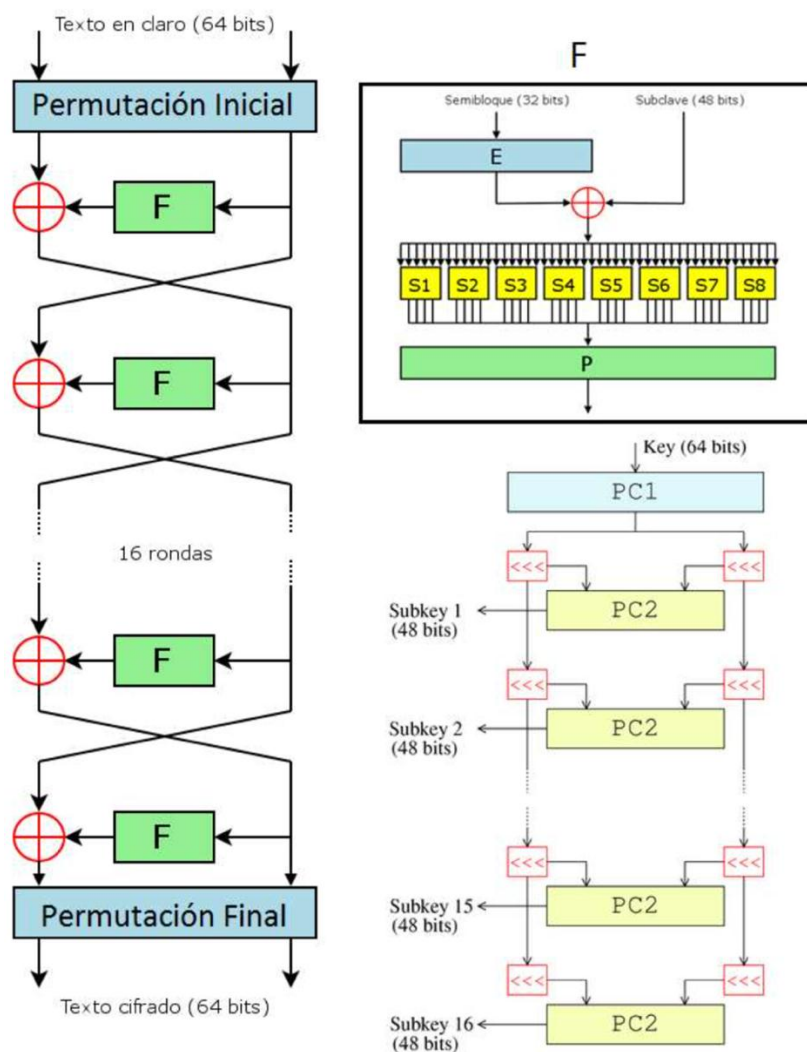 Texto en claro (64 bits)
Permutación Inicial
F
F
16 rondas
F
F
Permutación Final
Texto cifrado (64 bits)
F
Semibloque (32 bits)
Subclave (48 bits)
E
S1 S2 S3 S4 S5 S6 S7 S8
P
Key (64 bits)
PC1
<<< <<<
Subkey 1
(48 bits)
PC2
<<< <<<
Subkey 2
(48 bits)
PC2
<<< <<<
Subkey 15
(48 bits)
PC2
<<< <<<
Subkey 16
(48 bits)
PC2